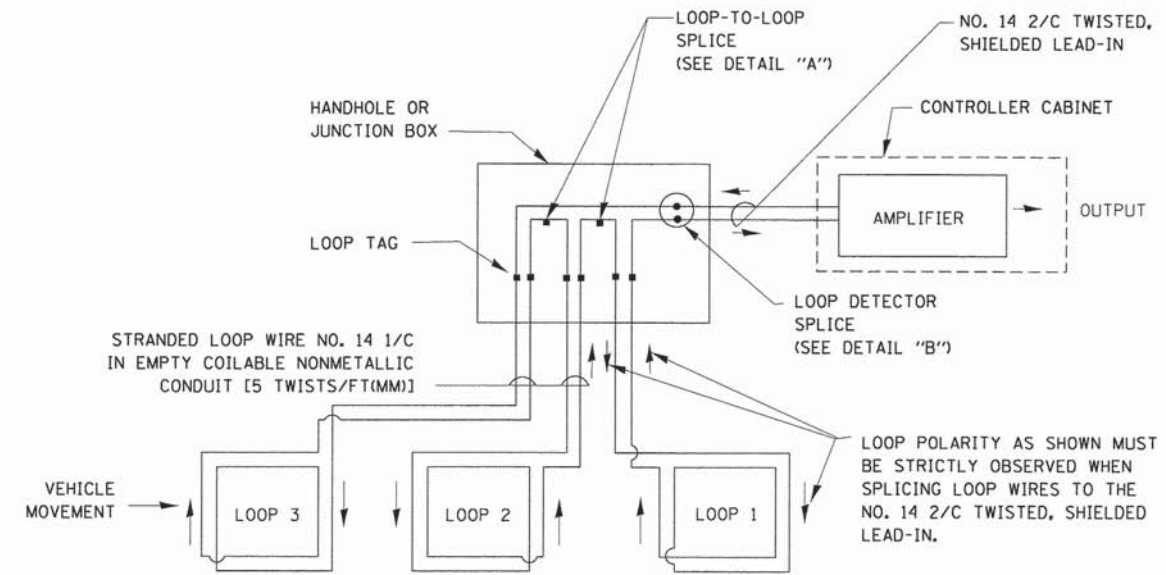 LOOP-TO-LOOP
SPLICE
(SEE DETAIL "A")
NO. 14 2/C TWISTED,
SHIELDED LEAD-IN
HANDHOLE OR
JUNCTION BOX
CONTROLLER CABINET
AMPLIFIER
OUTPUT
LOOP TAG
LOOP DETECTOR
SPLICE
(SEE DETAIL "B")
STRANDED LOOP WIRE NO. 14 1/C
IN EMPTY COILABLE NONMETALLIC
CONDUIT [5 TWISTS/FT(MM)]
LOOP POLARITY AS SHOWN MUST
BE STRICTLY OBSERVED WHEN
SPLICING LOOP WIRES TO THE
NO. 14 2/C TWISTED, SHIELDED
LEAD-IN.
VEHICLE
MOVEMENT
LOOP 3
LOOP 2
LOOP 1